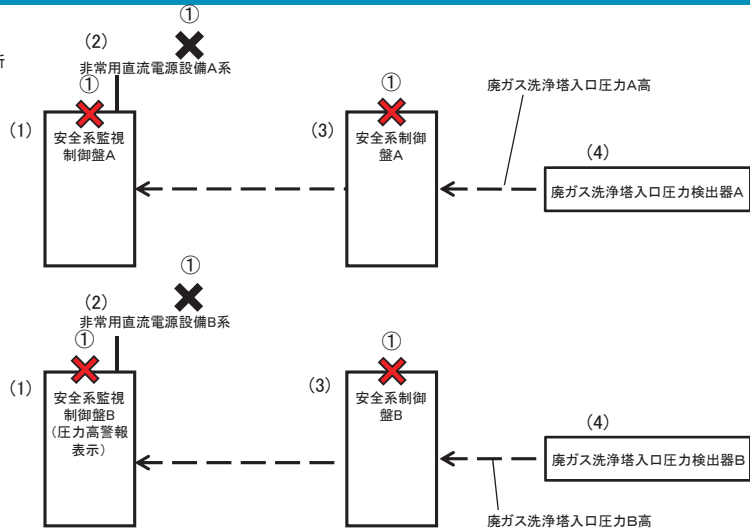 ①
(2)
所
非常用直流電源設備A系
①
①
廃ガス洗浄塔入口圧力A高
(1)
安全系監視
制御盤A
(3)
安全系制御
盤A
(4)
廃ガス洗浄塔入口圧力検出器A
①
(2)
非常用直流電源設備B系
①
①
(1)
安全系監視
制御盤B
(圧力高警報
表示)
(3)
安全系制御
盤B
(4)
廃ガス洗浄塔入口圧力検出器B
廃ガス洗浄塔入口圧力B高